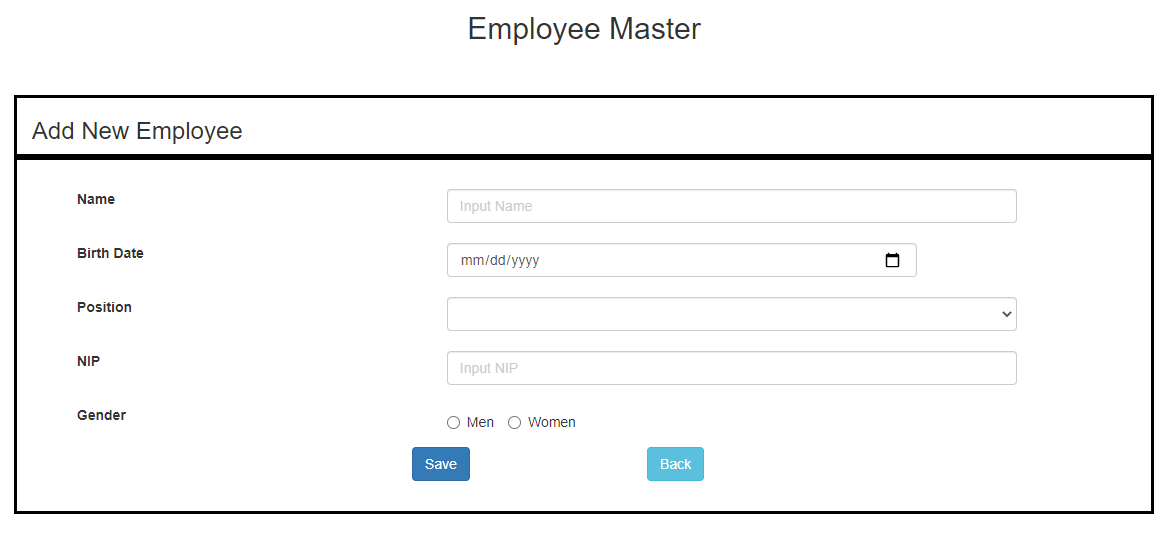 Employee Master
Add New Employee
Name
Input Name
Birth Date
mm/dd/yyyy
Position
NIP
Input NIP
Gender
Men Women
Save Back